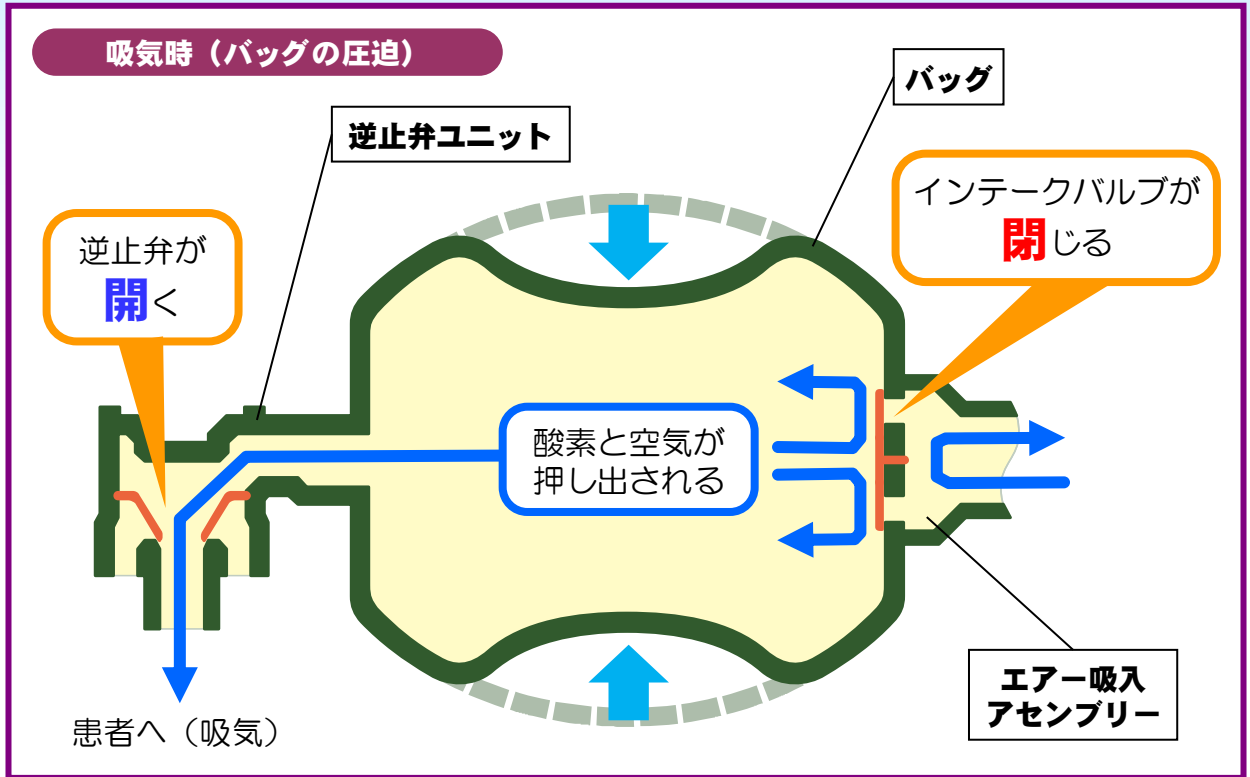 吸気時（バッグの圧迫）
バッグ
逆止弁ユニット
インテークバルブが
閉じる
逆止弁が
開く
酸素と空気が
押し出される
エアー吸入
アセンブリー
患者へ（吸気）